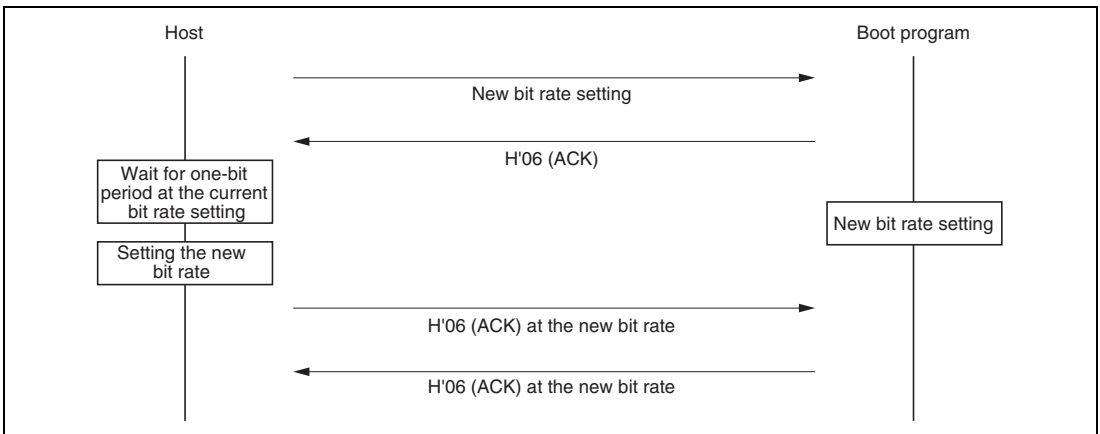 Host
Boot program
New bit rate setting
H'06 (ACK)
Wait for one-bit
period at the current
bit rate setting
New bit rate setting
Setting the new
bit rate
H'06 (ACK) at the new bit rate
H'06 (ACK) at the new bit rate